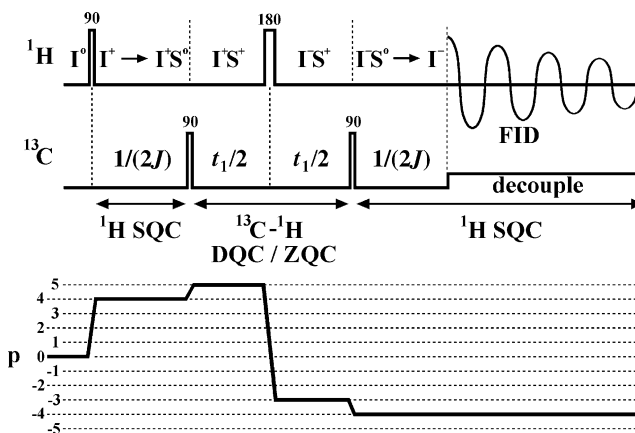 90 180
¹H I° I⁺ → I⁺S° I⁺S⁺ I⁻S⁺ I⁻S° → I⁻
FID
90 90
¹³C 1/(2J) t₁/2 t₁/2 1/(2J) decouple
¹H SQC ¹³C-¹H ¹H SQC
DQC / ZQC
5
4
3
2
1
p 0
-1
-2
-3
-4
-5